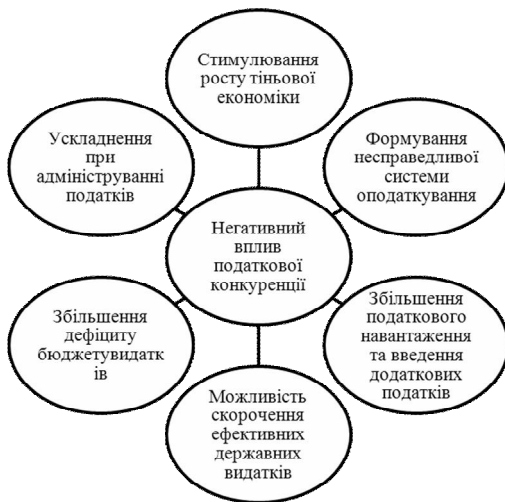 Стимулювання
росту тіньової
економіки
Ускладнення
при
адмініструванні
податків
Формування
несправедливої
системи
оподаткування
Негативний
вплив
податкової
конкуренції
Збільшення
дефіциту
бюджетувидатк
ів
Збільшення
податкового
навантаження
та введення
додаткових
податків
Можливість
скорочення
ефективних
державних
видатків